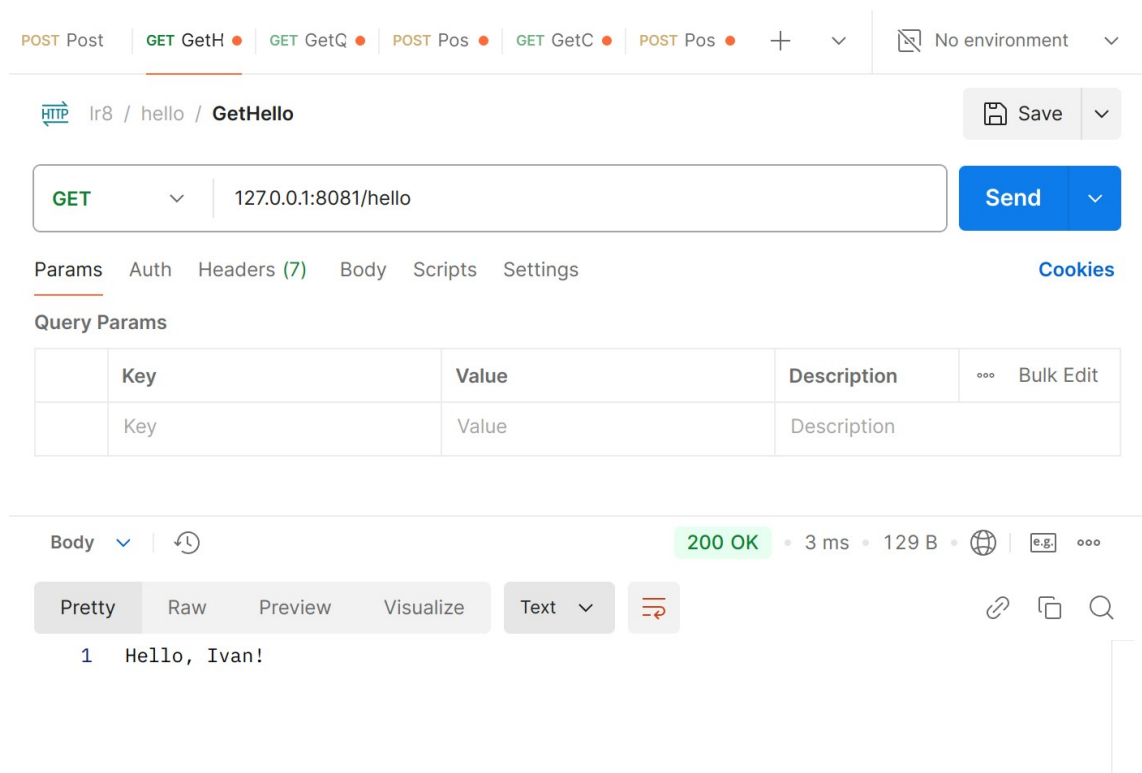 POST Post GET GetH GET GetQ POST Pos GET GetC POST Pos No environment
HTTP lr8 / hello / GetHello Save
GET 127.0.0.1:8081/hello Send
Params Auth Headers (7) Body Scripts Settings Cookies
Query Params
Key Value Description ooo Bulk Edit
Key Value Description
Body 200 OK • 3 ms • 129 B • e.g. ooo
Pretty Raw Preview Visualize Text
1 Hello, Ivan!